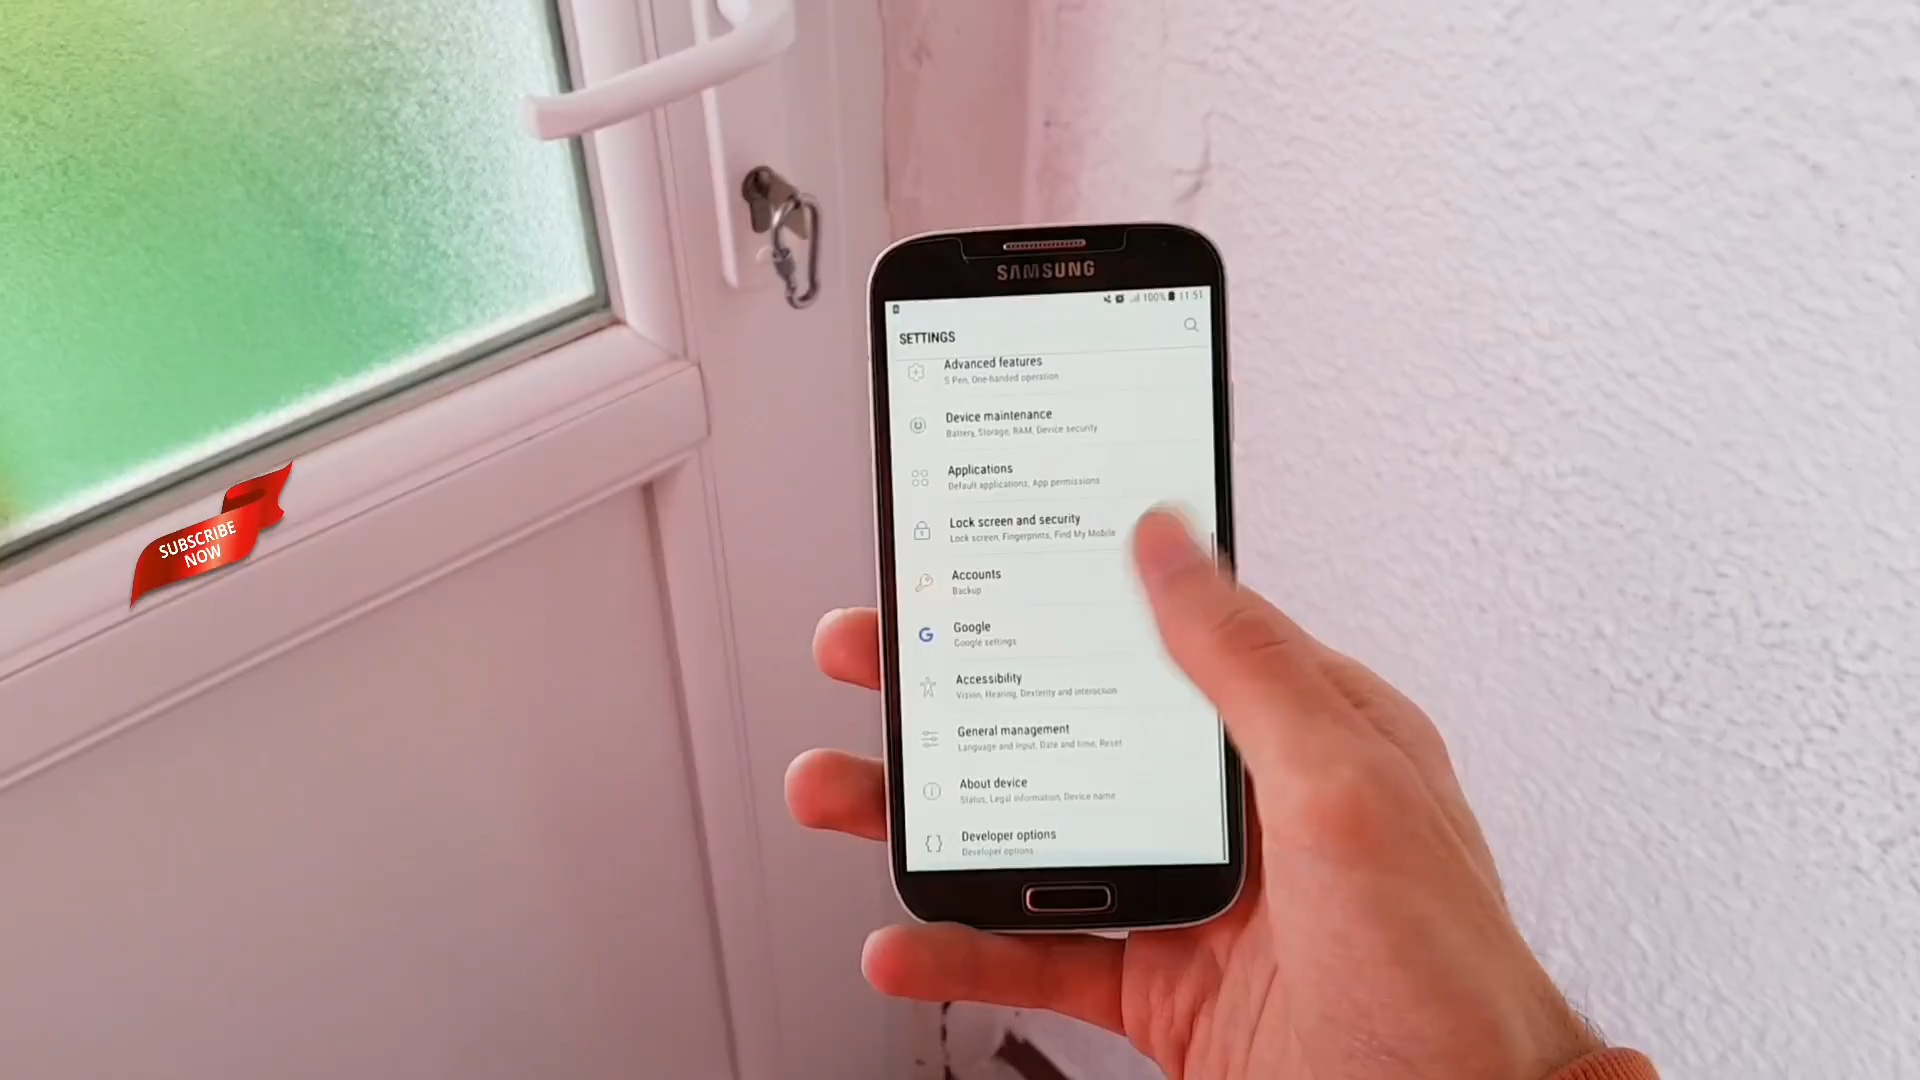 SAMSUNG
100% 11:51
SETTINGS
Advanced features
S Pen, One-handed operation
Device maintenance
Battery, Storage, RAM, Device security
Applications
Default applications, App permissions
Lock screen and security
Lock screen, Fingerprints, Find My Mobile
Accounts
Backup
Google
Google settings
Accessibility
Vision, Hearing, Dexterity and interaction
General management
Language and input, Date and time, Reset
About device
Status, Legal information, Device name
Developer options
Developer options
SUBSCRIBE
NOW